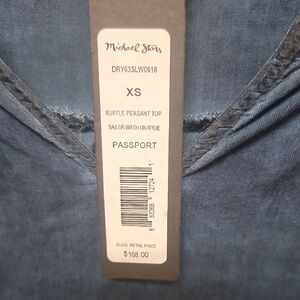 Michael Stars
DRY63SLW0618
XS
RUFFLE PEASANT TOP
SAILOR WASH ON RYLIE
PASSPORT
SUGG. RETAIL PRICE
$168.00